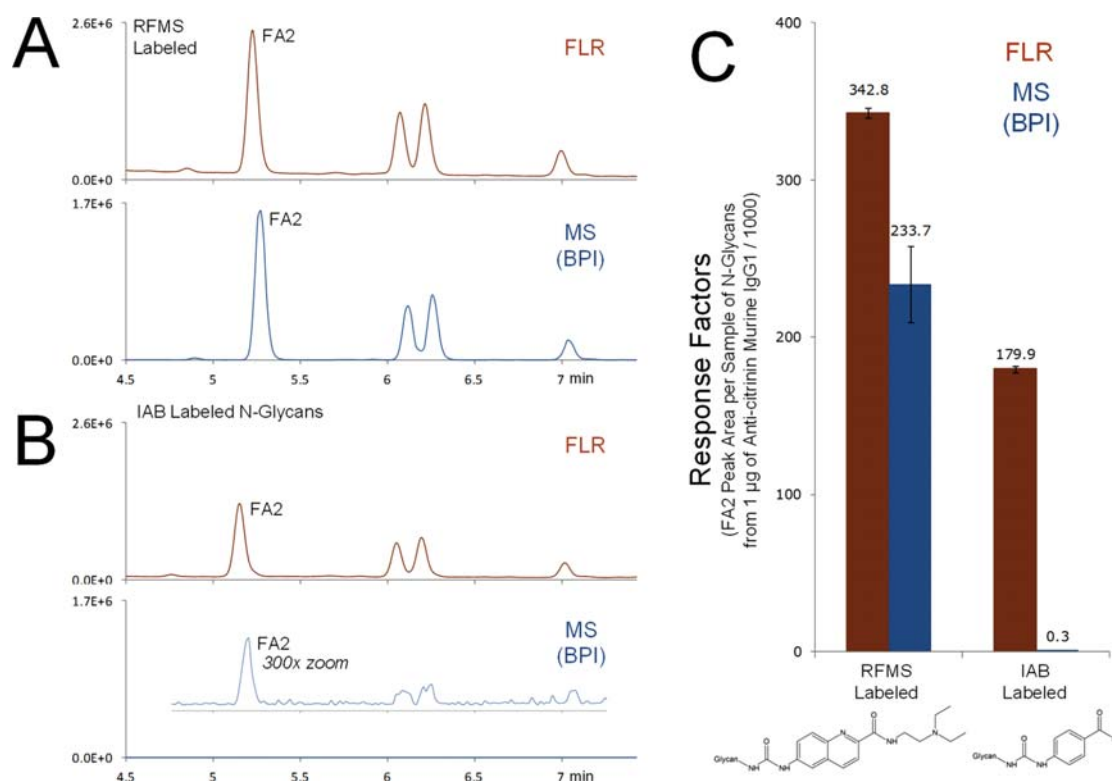 A
RFMS
Labeled
2.6E+6
FA2
FLR
0.0E+0
1.7E+6
FA2
MS
(BPI)
0.0E+0
4.5 5 5.5 6 6.5 7 min
B
IAB Labeled N-Glycans
2.6E+6
FLR
FA2
0.0E+0
1.7E+6
MS
(BPI)
FA2
300x zoom
0.0E+0
4.5 5 5.5 6 6.5 7
C
Response Factors
(FA2 Peak Area per Sample of N-Glycans
from 1 µg of Anti-citrinin Murine IgG1 / 1000)
400
300
200
100
0
FLR
MS
(BPI)
342.8
233.7
179.9
0.3
RFMS
Labeled
IAB
Labeled
Glycan NH O NH N O NH N
Glycan NH O NH O